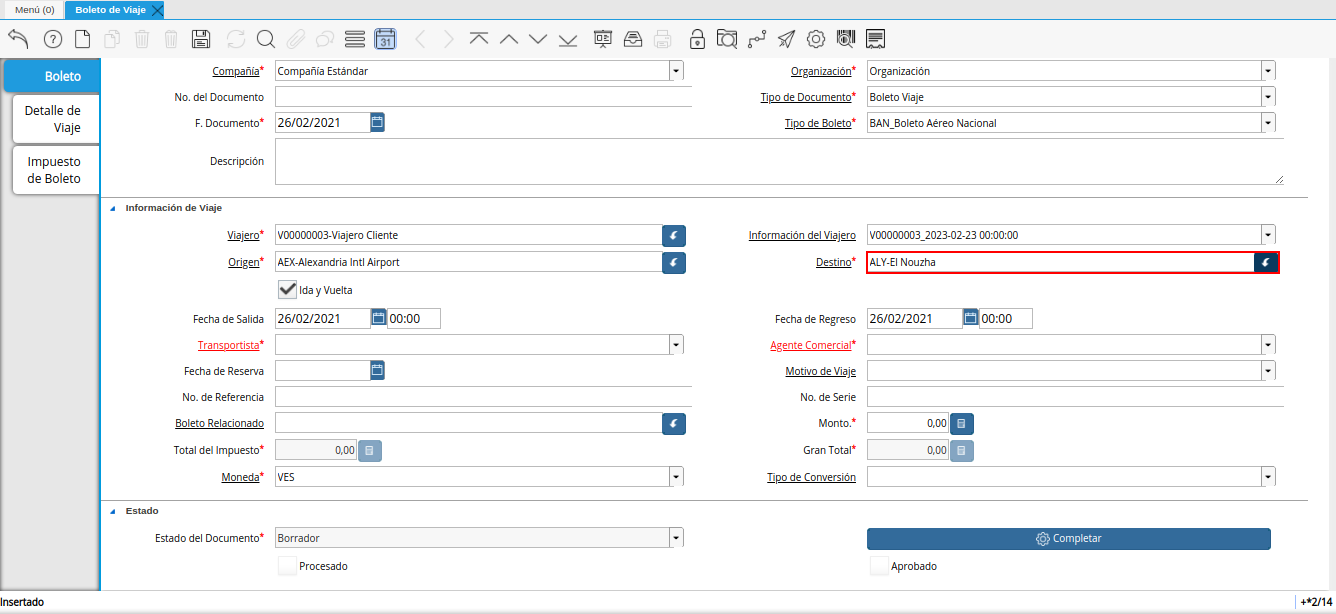 Menú (0) Boleto de Viaje
31
Boleto
Detalle de
Viaje
Impuesto
de Boleto
Compañía* Compañía Estándar Organización* Organización
No. del Documento Tipo de Documento* Boleto Viaje
F. Documento* 26/02/2021 Tipo de Boleto* BAN_Boleto Aéreo Nacional
Descripción
Información de Viaje
Viajero* V00000003-Viajero Cliente Información del Viajero V00000003_2023-02-23 00:00:00
Origen* AEX-Alexandria Intl Airport Destino* ALY-El Nouzha
Ida y Vuelta
Fecha de Salida 26/02/2021 00:00 Fecha de Regreso 26/02/2021 00:00
Transportista* Agente Comercial*
Fecha de Reserva Motivo de Viaje
No. de Referencia No. de Serie
Boleto Relacionado Monto.* 0,00
Total del Impuesto* 0,00 Gran Total* 0,00
Moneda* VES Tipo de Conversión
Estado
Estado del Documento* Borrador Completar
Procesado Aprobado
Insertado +*2/14